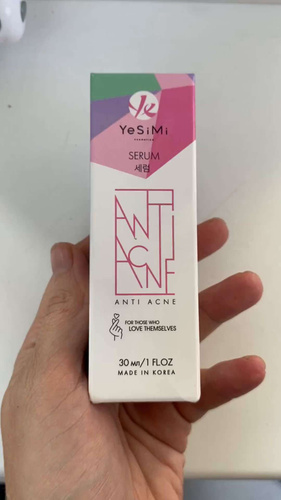 YeSiMi
SERUM
세럼
ANTI
ACNE
ANTI ACNE
FOR THOSE WHO
LOVE THEMSELVES
30 мл/1 FLOZ
MADE IN KOREA